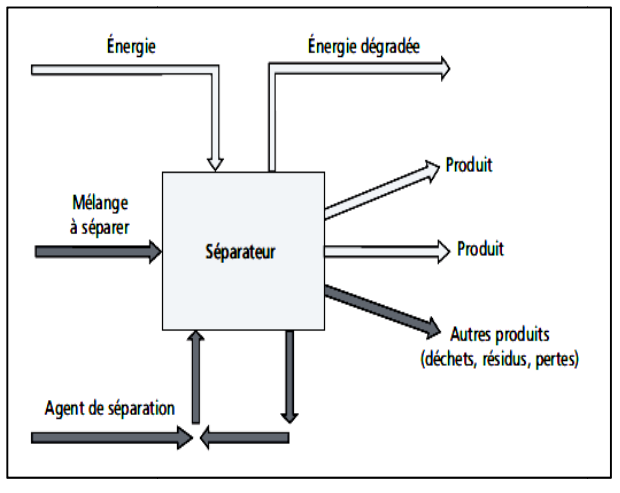 Énergie
Énergie dégradée
Produit
Mélange
à séparer
Séparateur
Produit
Autres produits
(déchets, résidus, pertes)
Agent de séparation